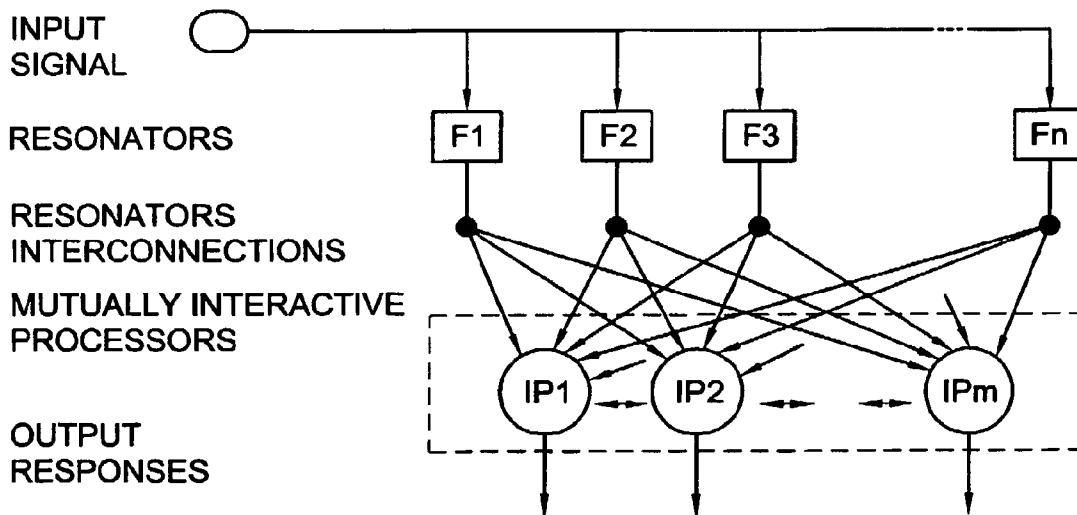 INPUT
SIGNAL
RESONATORS
F1 F2 F3 Fn
RESONATORS
INTERCONNECTIONS
MUTUALLY INTERACTIVE
PROCESSORS
IP1 IP2 IPm
OUTPUT
RESPONSES